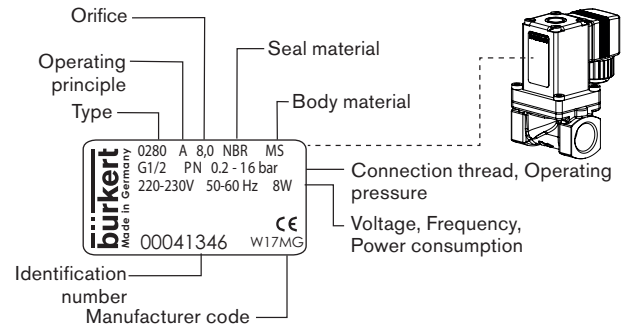 Orifice
Operating
principle
Type
Seal material
Body material
bürkert
Made in Germany
0280 A 8,0 NBR MS
G1/2 PN 0.2 - 16 bar
220-230V 50-60 Hz 8W
CE
00041346 W17MG
Connection thread, Operating
pressure
Voltage, Frequency,
Power consumption
Identification
number
Manufacturer code